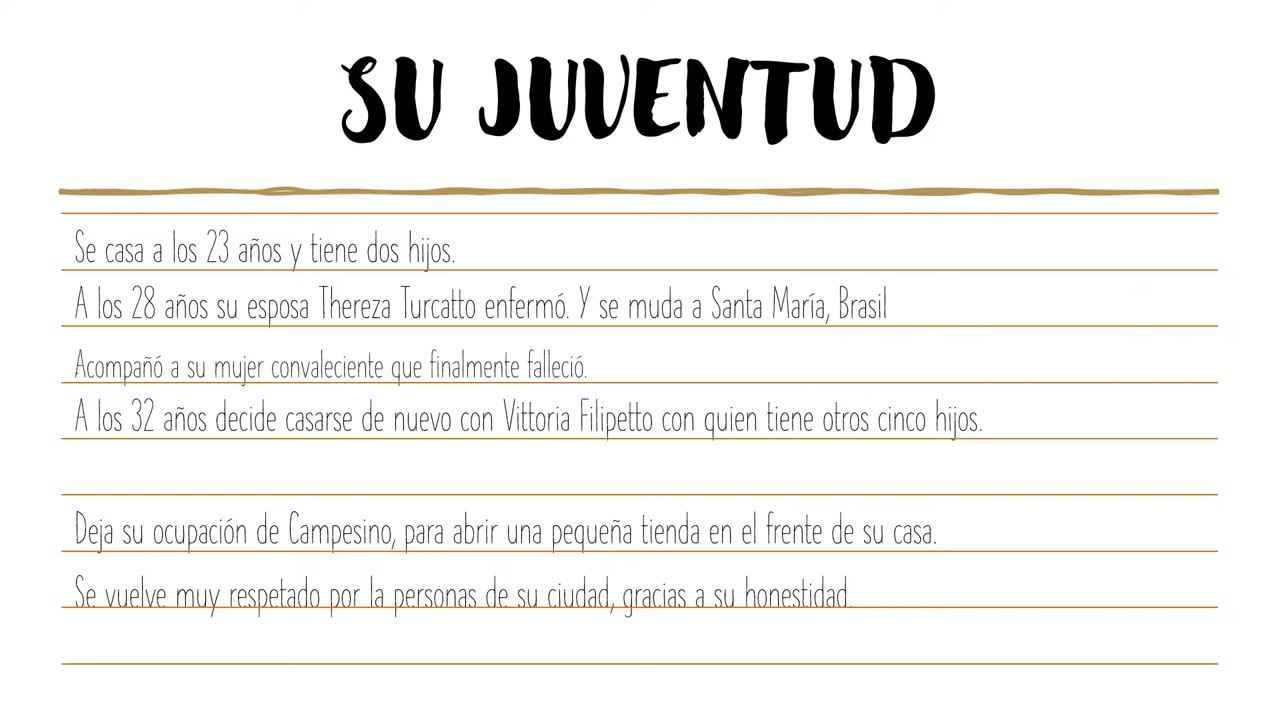 SU JUVENTUD
Se casa a los 23 años y tiene dos hijos.
A los 28 años su esposa Thereza Turcatto enfermó. Y se muda a Santa María, Brasil
Acompañó a su mujer convaleciente que finalmente falleció.
A los 32 años decide casarse de nuevo con Vittoria Filipetto con quien tiene otros cinco hijos.
Deja su ocupación de Campesino, para abrir una pequeña tienda en el frente de su casa.
Se vuelve muy respetado por la personas de su ciudad, gracias a su honestidad.